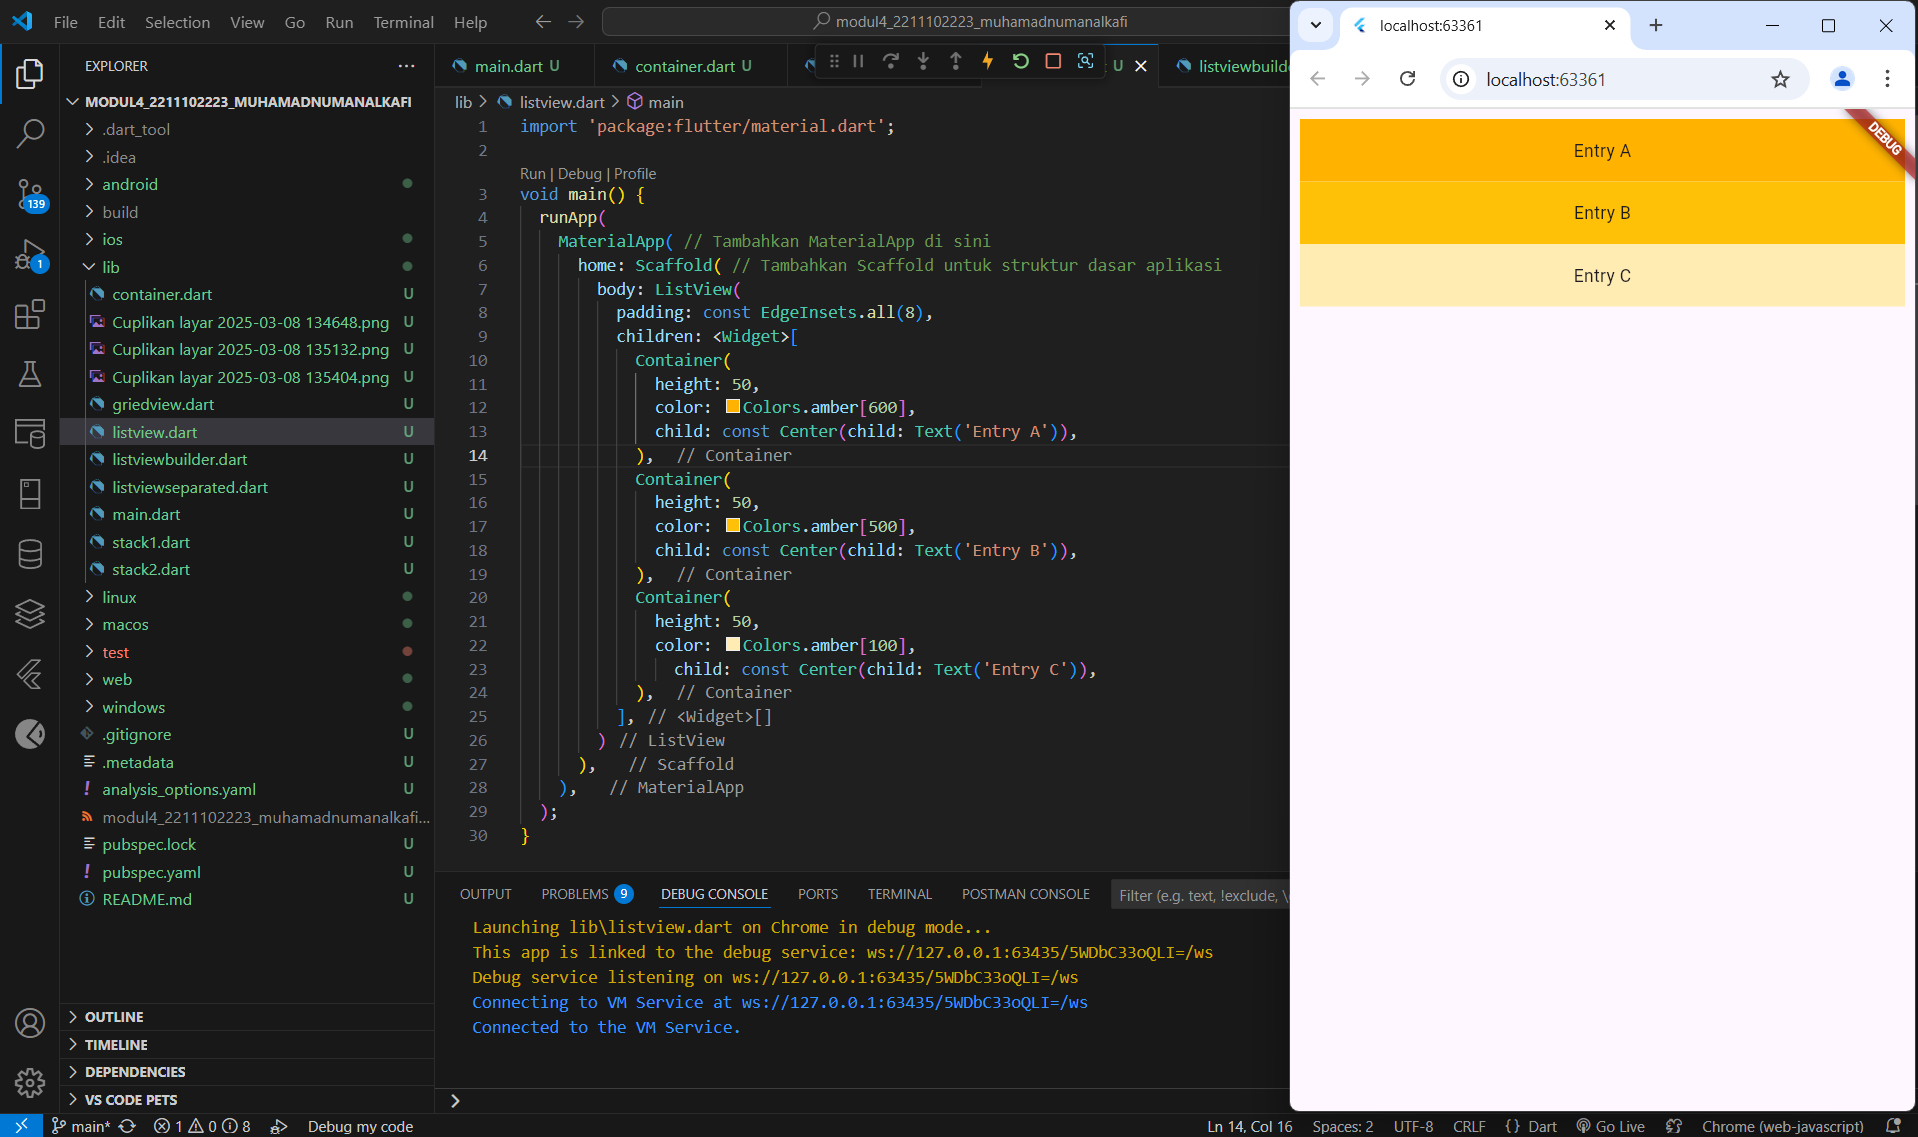 File Edit Selection View Go Run Terminal Help
modul4_2211102223_muhamadnumanalkafi
EXPLORER
MODUL4_2211102223_MUHAMADNUMANALKAFI
.dart_tool
.idea
android
build
ios
lib
container.dart U
Cuplikan layar 2025-03-08 134648.png U
Cuplikan layar 2025-03-08 135132.png U
Cuplikan layar 2025-03-08 135404.png U
griedview.dart U
listview.dart U
listviewbuilder.dart U
listviewseparated.dart U
main.dart U
stack1.dart U
stack2.dart U
linux
macos
test
web
windows
.gitignore U
.metadata U
analysis_options.yaml U
modul4_2211102223_muhamadnumanalkafi...
pubspec.lock U
pubspec.yaml U
README.md U
OUTLINE
TIMELINE
DEPENDENCIES
VS CODE PETS
139
1
main.dart U
container.dart U
U
listviewbuild
lib > listview.dart > main
1 import 'package:flutter/material.dart';
2
Run | Debug | Profile
3 void main() {
4 runApp(
5 MaterialApp( // Tambahkan MaterialApp di sini
6 home: Scaffold( // Tambahkan Scaffold untuk struktur dasar aplikasi
7 body: ListView(
8 padding: const EdgeInsets.all(8),
9 children: <Widget>[
10 Container(
11 height: 50,
12 color: Colors.amber[600],
13 child: const Center(child: Text('Entry A')),
14 ), // Container
15 Container(
16 height: 50,
17 color: Colors.amber[500],
18 child: const Center(child: Text('Entry B')),
19 ), // Container
20 Container(
21 height: 50,
22 color: Colors.amber[100],
23 child: const Center(child: Text('Entry C')),
24 ), // Container
25 ], // <Widget>[]
26 ) // ListView
27 ), // Scaffold
28 ), // MaterialApp
29 );
30 }
OUTPUT PROBLEMS 9 DEBUG CONSOLE PORTS TERMINAL POSTMAN CONSOLE
Filter (e.g. text, !exclude, \
Launching lib\listview.dart on Chrome in debug mode...
This app is linked to the debug service: ws://127.0.0.1:63435/5WDbC33oQLI=/ws
Debug service listening on ws://127.0.0.1:63435/5WDbC33oQLI=/ws
Connecting to VM Service at ws://127.0.0.1:63435/5WDbC33oQLI=/ws
Connected to the VM Service.
>
localhost:63361
localhost:63361
DEBUG
Entry A
Entry B
Entry C
main* 1 0 8 Debug my code
Ln 14, Col 16 Spaces: 2 UTF-8 CRLF {} Dart Go Live Chrome (web-javascript)